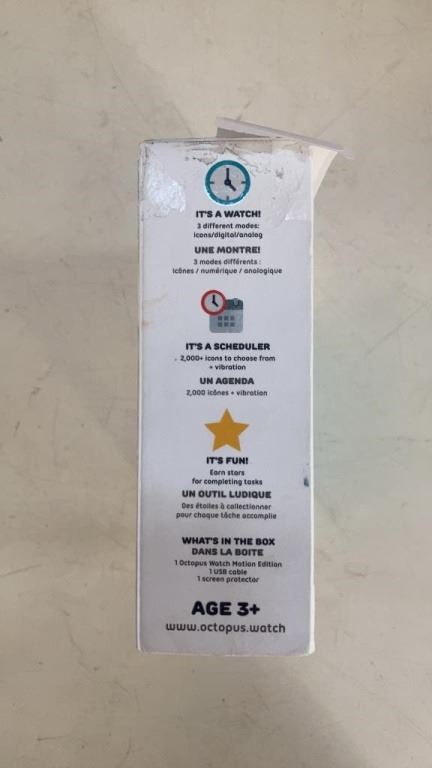 IT'S A WATCH!
3 different modes:
icons/digital/analog
UNE MONTRE!
3 modes différents :
Icônes / numérique / analogique
IT'S A SCHEDULER
2,000+ icons to choose from
+ vibration
UN AGENDA
2,000 icônes + vibration
IT'S FUN!
Earn stars
for completing tasks
UN OUTIL LUDIQUE
Des étoiles à collectionner
pour chaque tâche accomplie
WHAT'S IN THE BOX
DANS LA BOITE
1 Octopus Watch Motion Edition
1 USB cable
1 screen protector
AGE 3+
www.octopus.watch